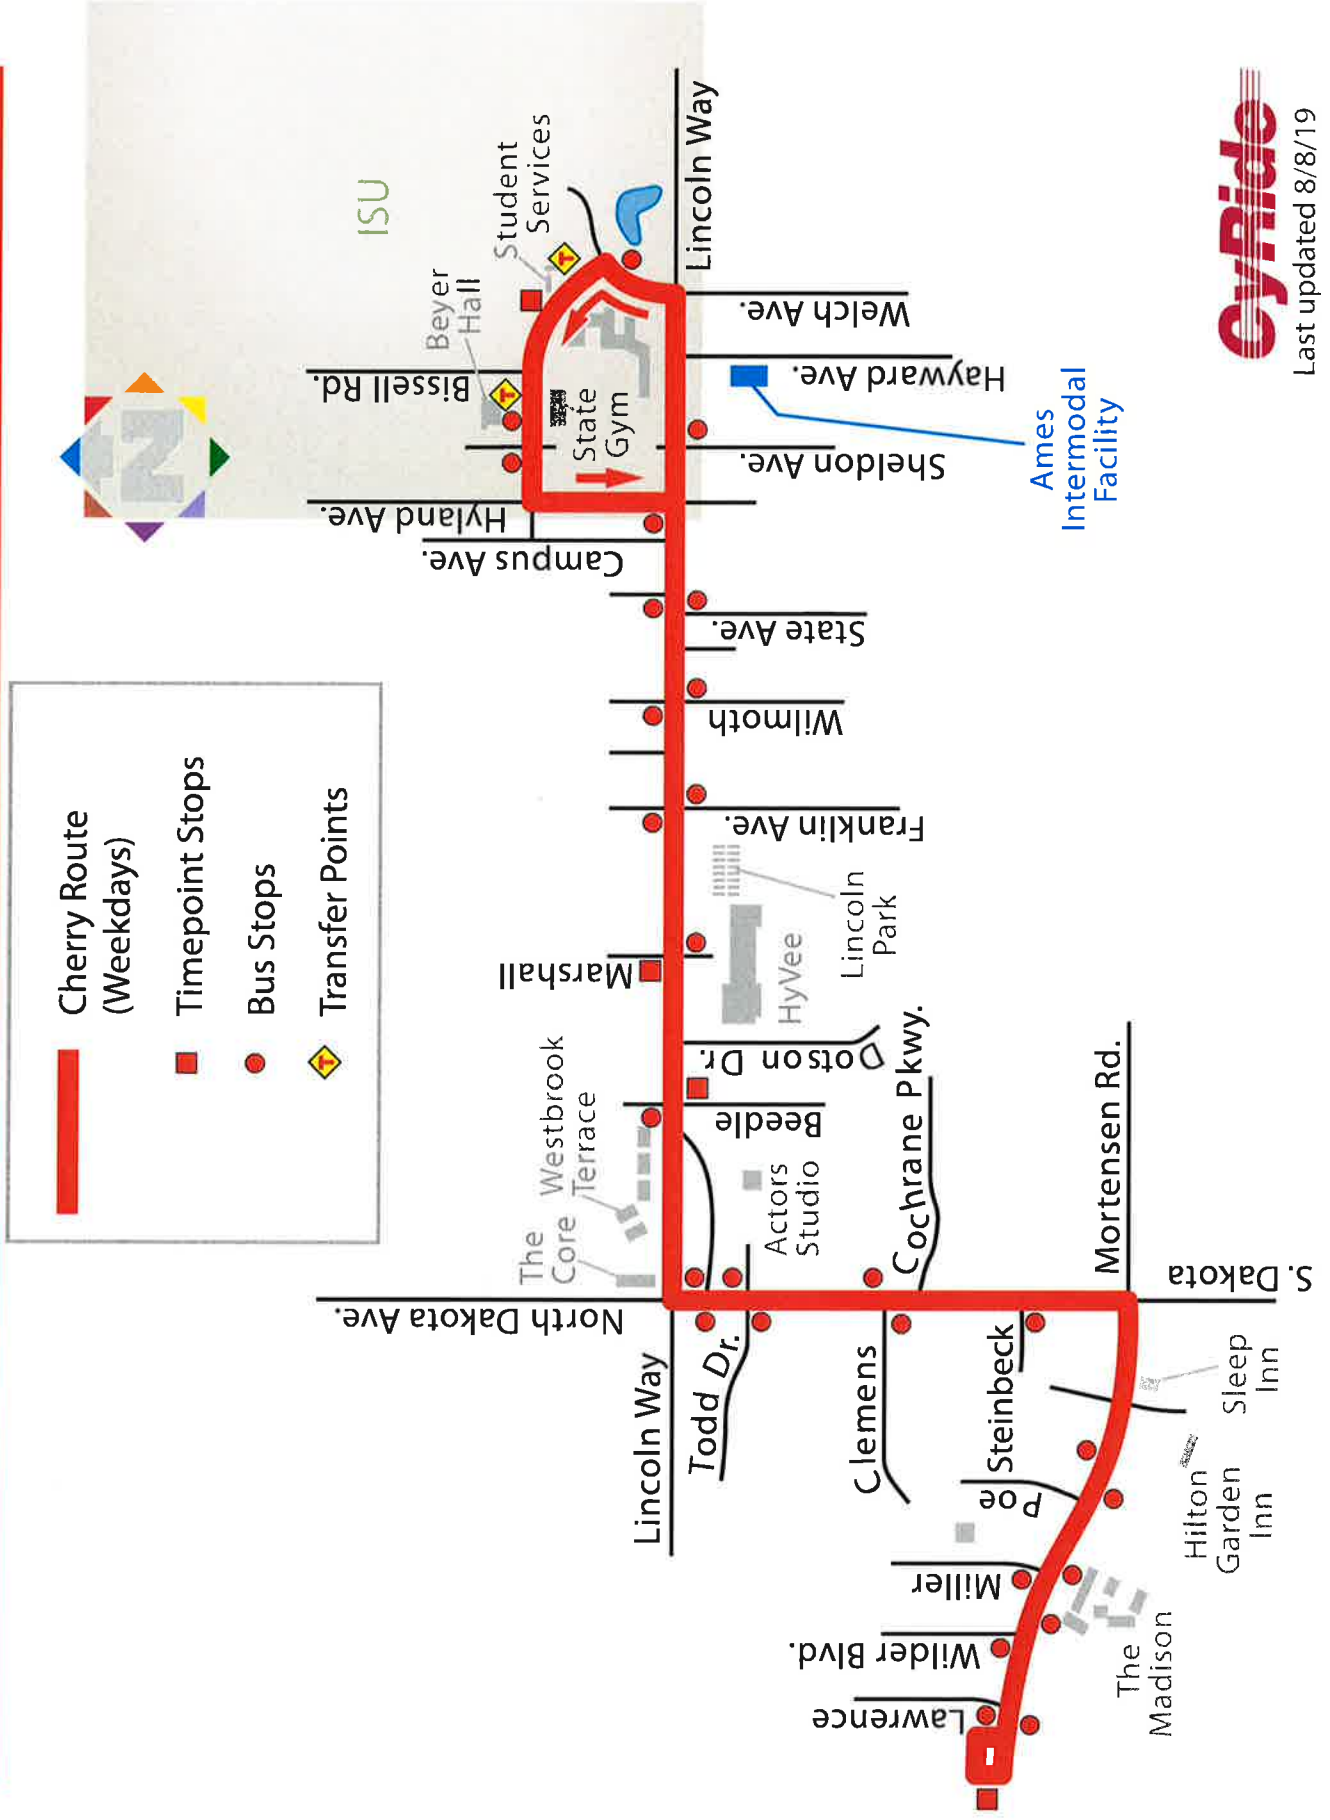 Cherry Route
(Weekdays)
Timepoint Stops
Bus Stops
T
Transfer Points
N
ISU
Student
Services
T
Beyer
Hall
Bissell Rd.
T
State
Gym
Hyland Ave.
Campus Ave.
Lincoln Way
Welch Ave.
Hayward Ave.
Sheldon Ave.
Ames
Intermodal
Facility
State Ave.
Wilmoth
Franklin Ave.
Lincoln
Park
HyVee
Marshall
Dotson Dr.
Beedle
Westbrook
Terrace
The
Core
Actors
Studio
North Dakota Ave.
Lincoln Way
Todd Dr.
Clemens
Cochrane Pkwy.
Steinbeck
Mortensen Rd.
S. Dakota
Sleep
Inn
Poe
Hilton
Garden
Inn
Miller
The
Madison
Wilder Blvd.
Lawrence
CyRide
Last updated 8/8/19